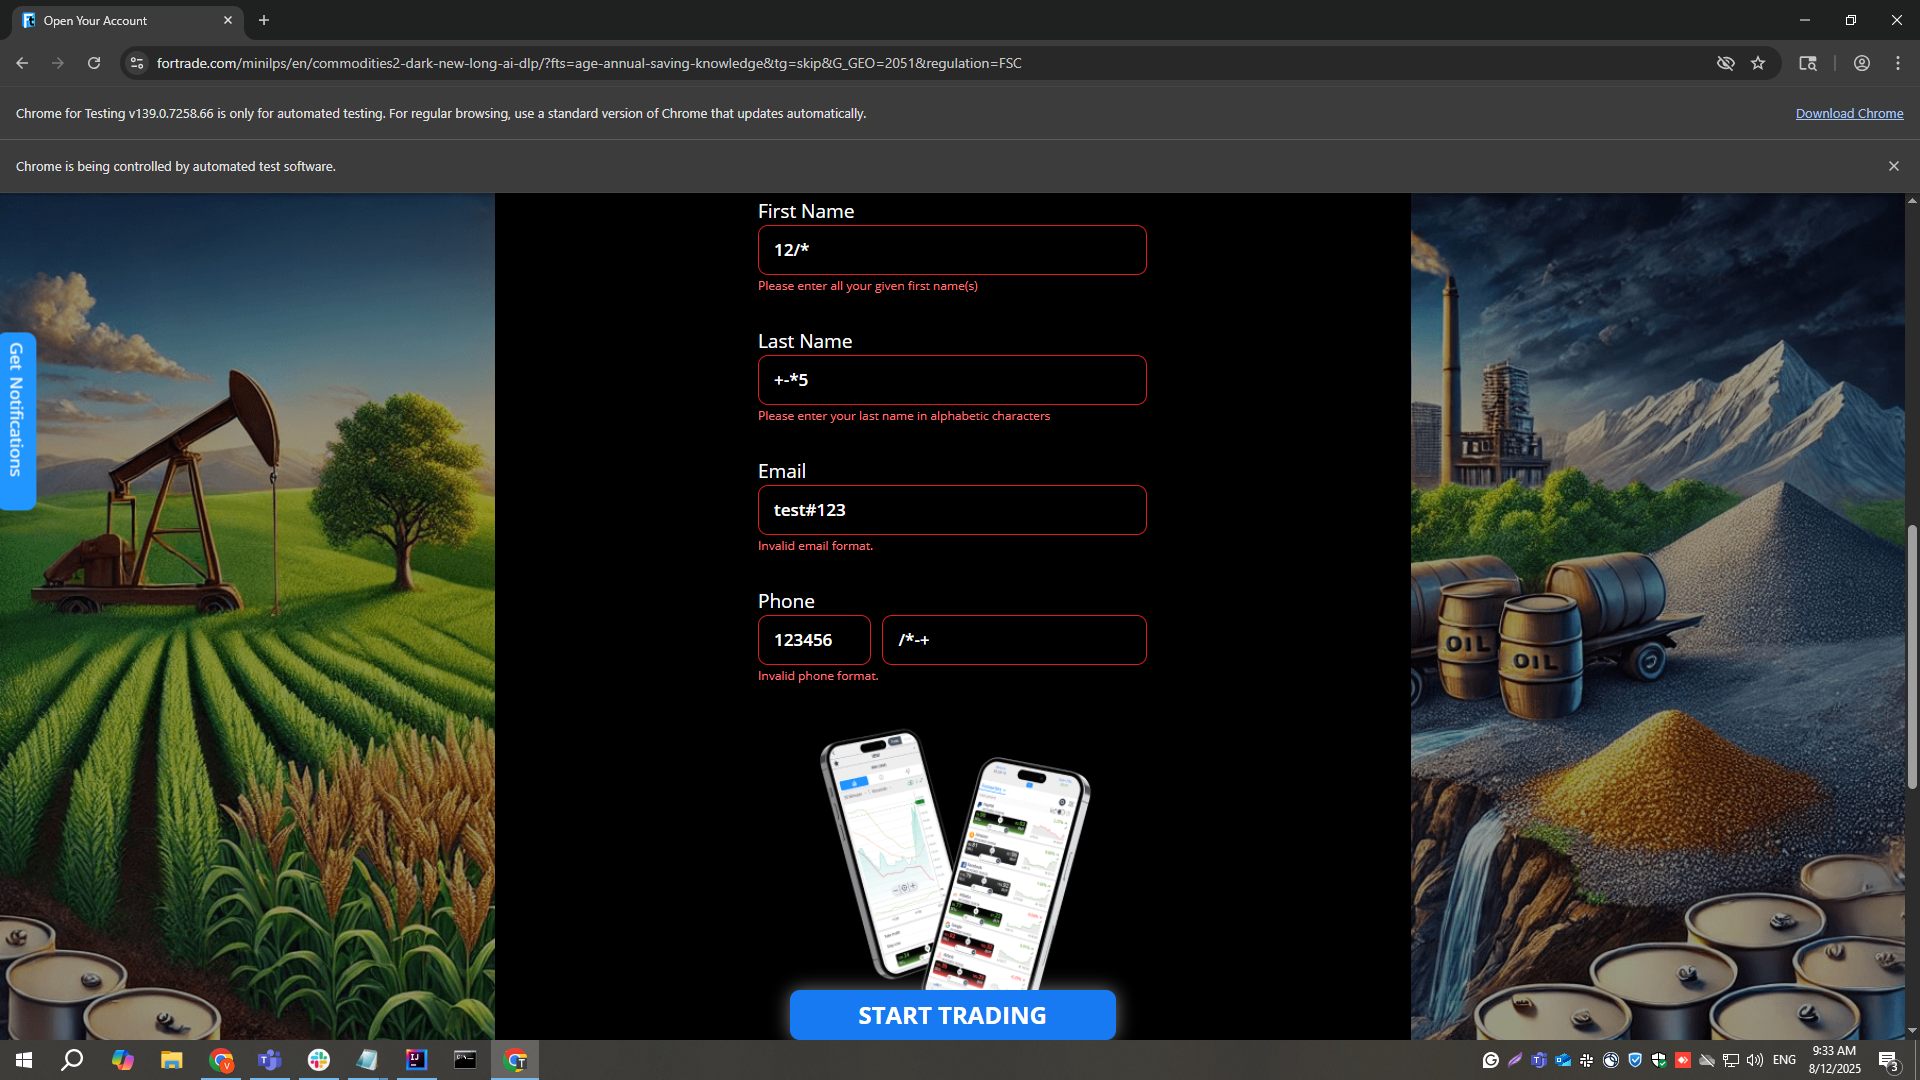 Open Your Account
fortrade.com/minilps/en/commodities2-dark-new-long-ai-dlp/?fts=age-annual-saving-knowledge&tg=skip&G_GEO=2051&regulation=FSC
Chrome for Testing v139.0.7258.66 is only for automated testing. For regular browsing, use a standard version of Chrome that updates automatically.
Download Chrome
Chrome is being controlled by automated test software.
Get Notifications
First Name
12/*
Please enter all your given first name(s)
Last Name
+-*5
Please enter your last name in alphabetic characters
Email
test#123
Invalid email format.
Phone
123456
/*-+
Invalid phone format.
OIL
OIL
START TRADING
ENG
9:33 AM
8/12/2025
3